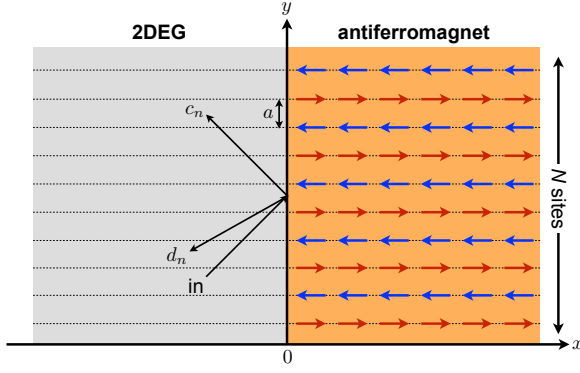 y
2DEG
antiferromagnet
c_n
a
d_n
in
N sites
0
x